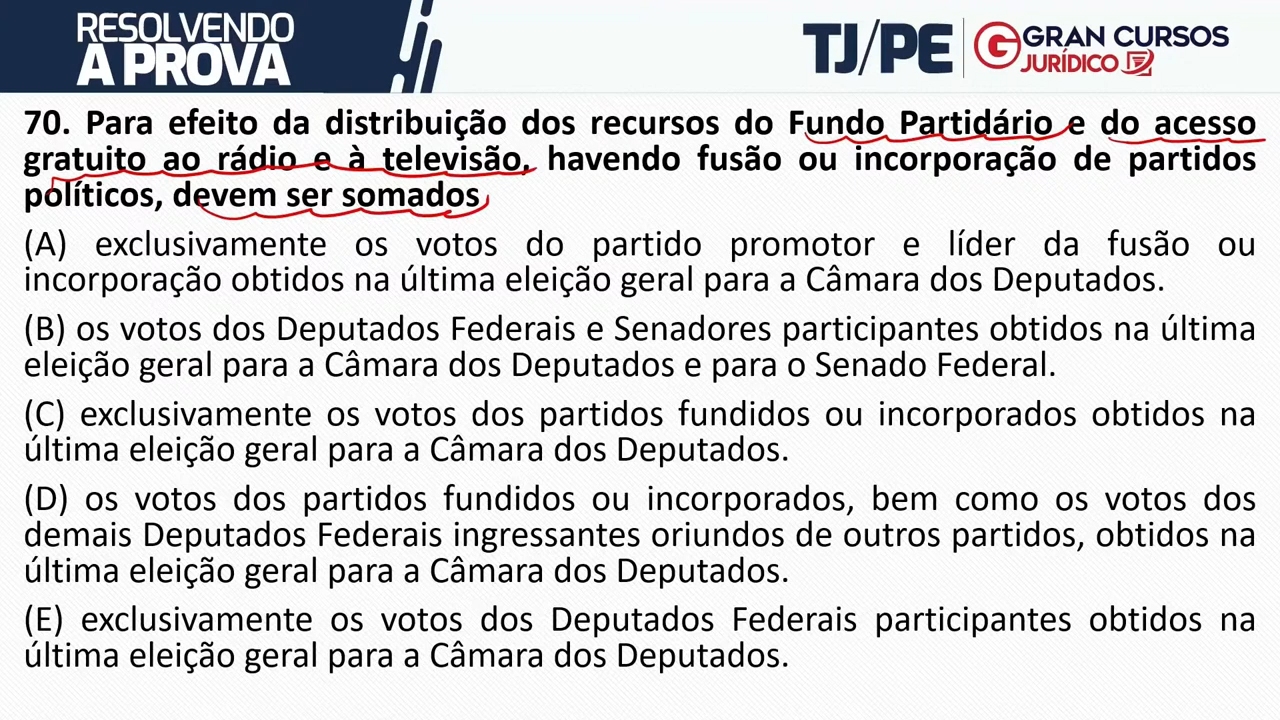 RESOLVENDO
A PROVA
TJ/PE
GRAN CURSOS
JURÍDICO
70. Para efeito da distribuição dos recursos do Fundo Partidário e do acesso
gratuito ao rádio e à televisão, havendo fusão ou incorporação de partidos
políticos, devem ser somados
(A) exclusivamente os votos do partido promotor e líder da fusão ou
incorporação obtidos na última eleição geral para a Câmara dos Deputados.
(B) os votos dos Deputados Federais e Senadores participantes obtidos na última
eleição geral para a Câmara dos Deputados e para o Senado Federal.
(C) exclusivamente os votos dos partidos fundidos ou incorporados obtidos na
última eleição geral para a Câmara dos Deputados.
(D) os votos dos partidos fundidos ou incorporados, bem como os votos dos
demais Deputados Federais ingressantes oriundos de outros partidos, obtidos na
última eleição geral para a Câmara dos Deputados.
(E) exclusivamente os votos dos Deputados Federais participantes obtidos na
última eleição geral para a Câmara dos Deputados.